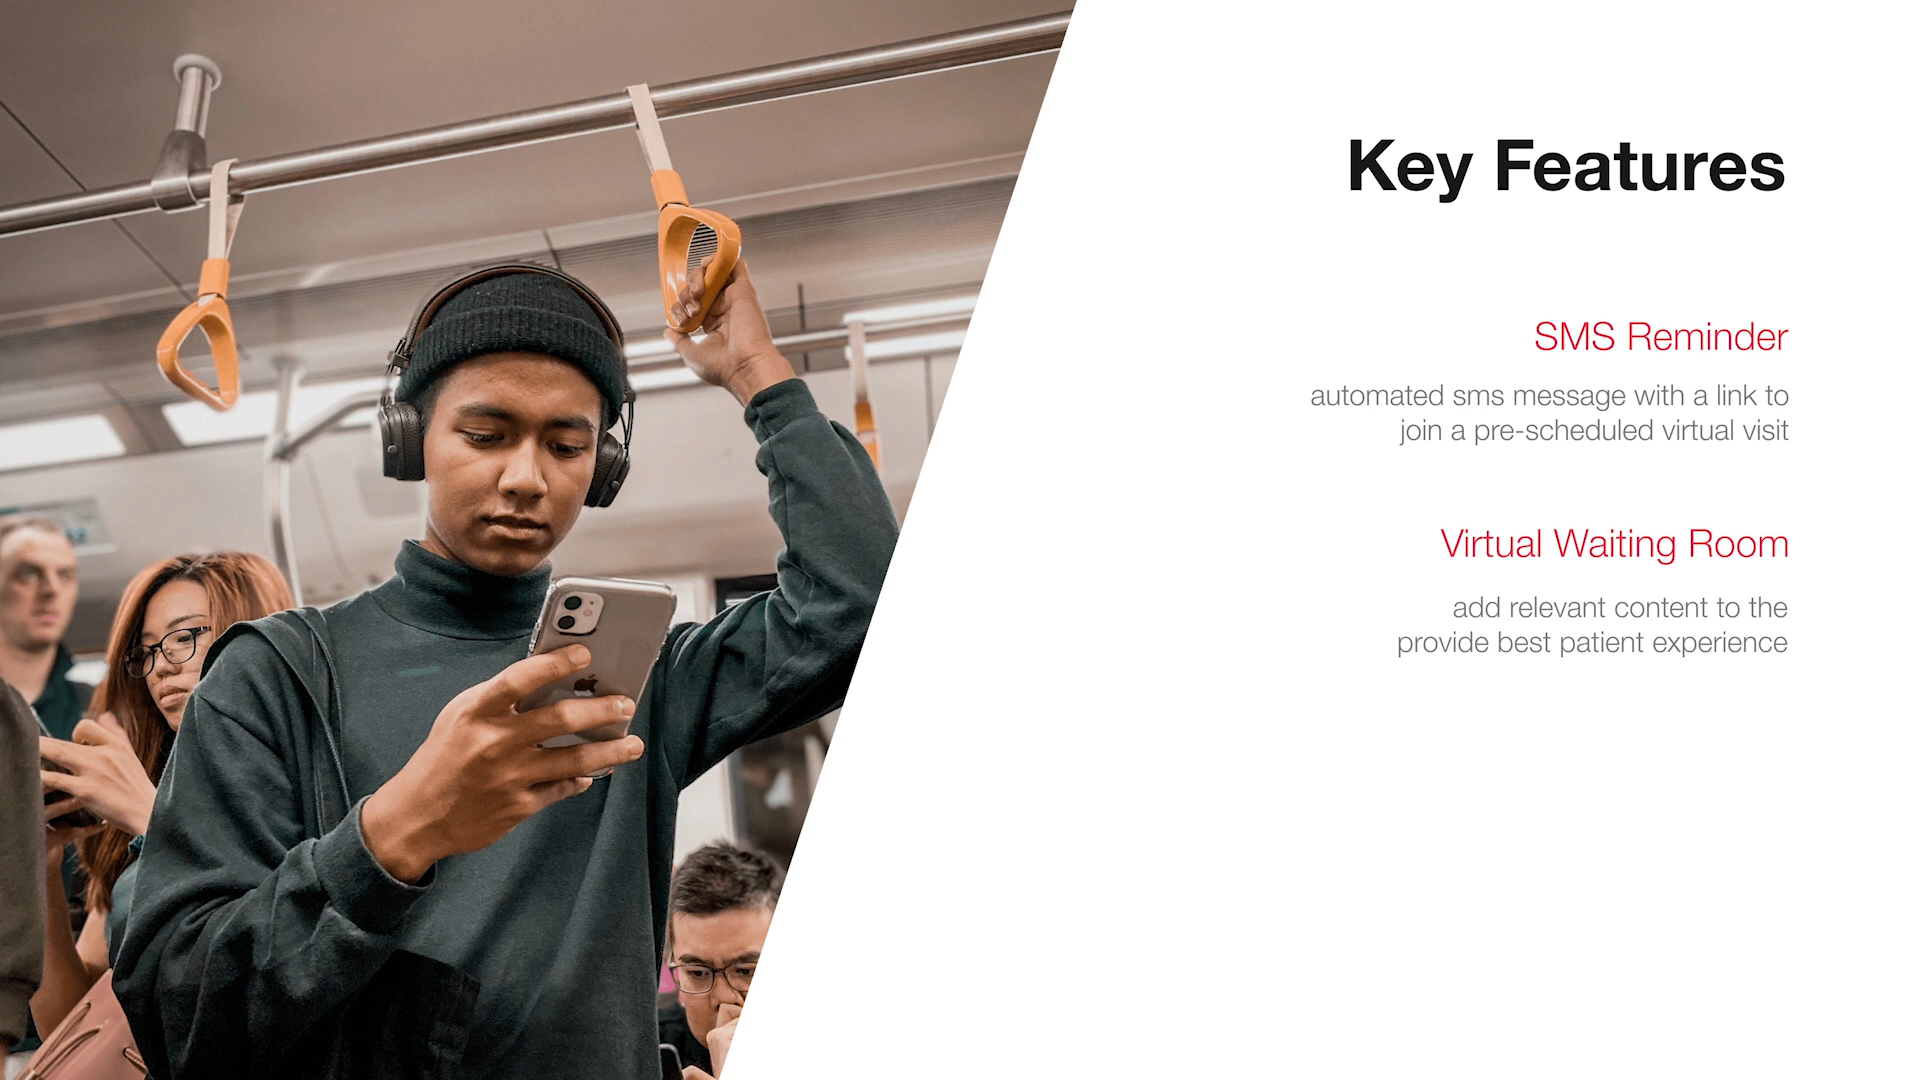 Key Features
SMS Reminder
automated sms message with a link to
join a pre-scheduled virtual visit
Virtual Waiting Room
add relevant content to the
provide best patient experience